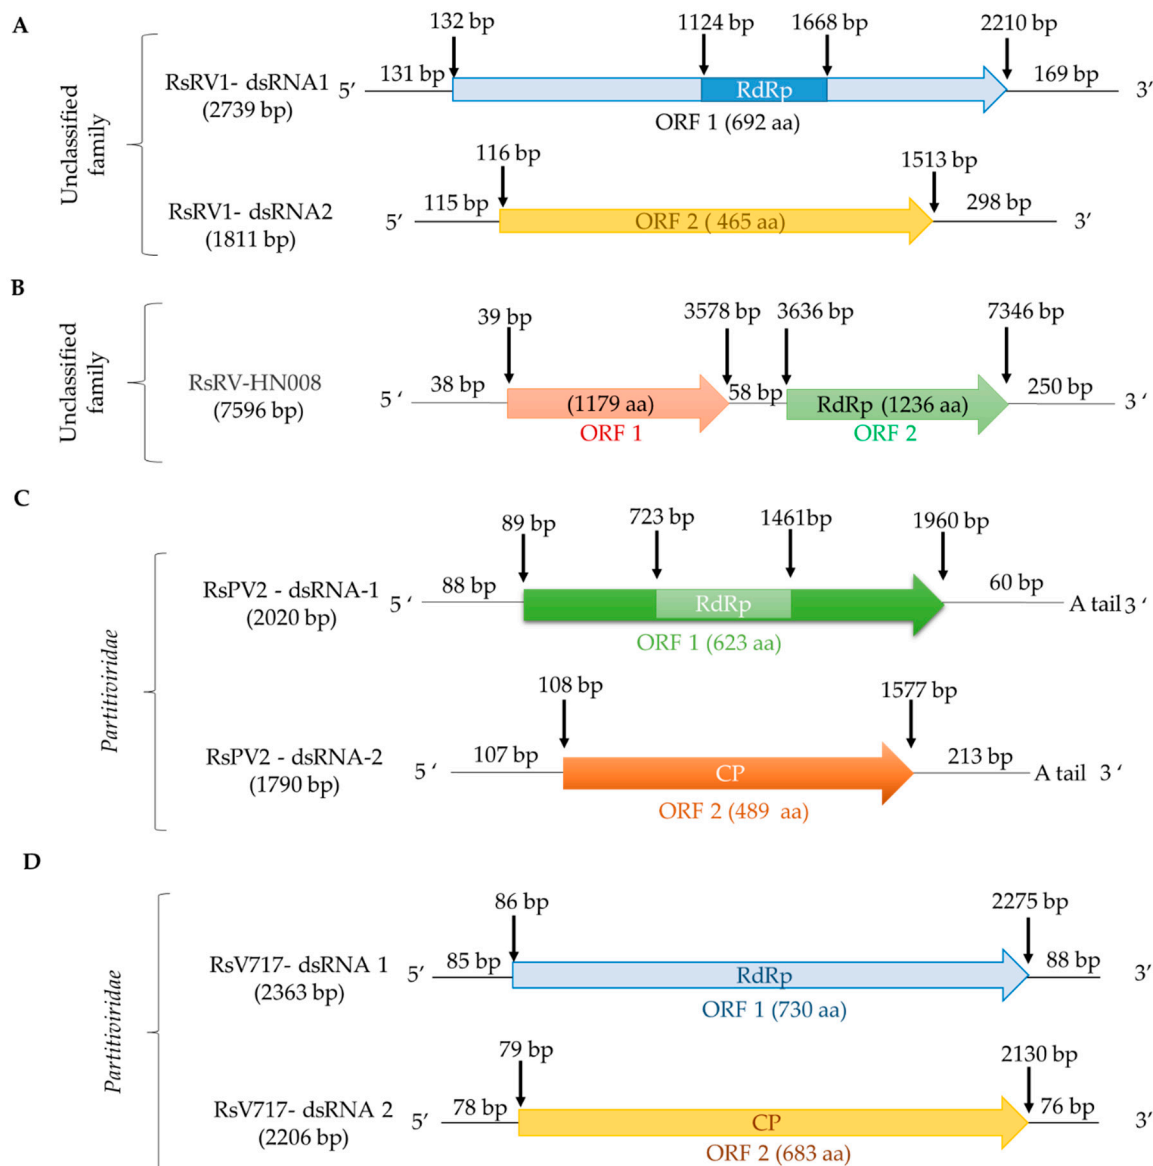 A
132 bp
1124 bp
1668 bp
2210 bp
Unclassified
family
RsRV1- dsRNA1
(2739 bp)
5′
131 bp
RdRp
169 bp
3′
ORF 1 (692 aa)
116 bp
1513 bp
RsRV1- dsRNA2
(1811 bp)
5′
115 bp
ORF 2 ( 465 aa)
298 bp
3′
B
39 bp
3578 bp
3636 bp
7346 bp
Unclassified
family
RsRV-HN008
(7596 bp)
5 ‘
38 bp
(1179 aa)
58 bp
RdRp (1236 aa)
250 bp
3 ‘
ORF 1
ORF 2
C
89 bp
723 bp
1461bp
1960 bp
Partitiviridae
RsPV2 - dsRNA-1
(2020 bp)
5 ‘
88 bp
RdRp
60 bp
A tail 3 ‘
ORF 1 (623 aa)
108 bp
1577 bp
RsPV2 - dsRNA-2
(1790 bp)
5 ‘
107 bp
CP
213 bp
A tail 3 ‘
ORF 2 (489 aa)
D
86 bp
2275 bp
Partitiviridae
RsV717- dsRNA 1
(2363 bp)
5′
85 bp
RdRp
88 bp
3′
ORF 1 (730 aa)
79 bp
2130 bp
RsV717- dsRNA 2
(2206 bp)
5′
78 bp
CP
76 bp
3′
ORF 2 (683 aa)